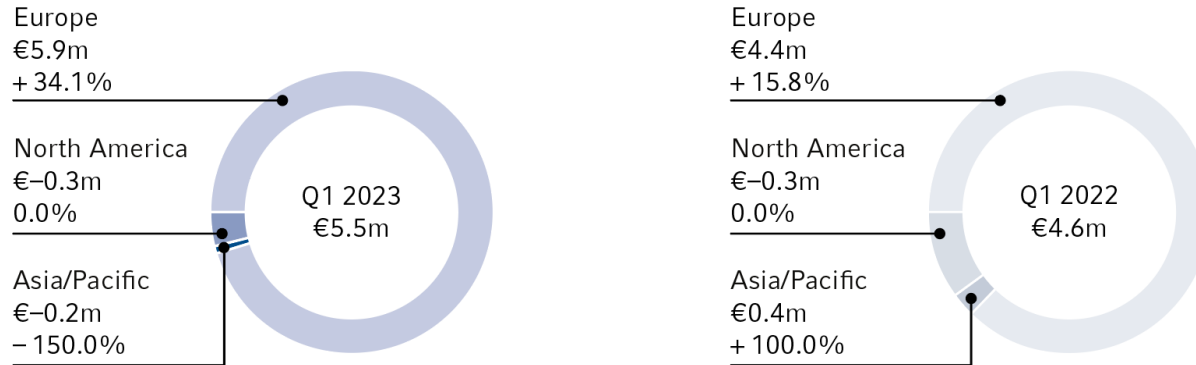 Europe
€5.9m
+ 34.1%
North America
€–0.3m
0.0%
Asia/Pacific
€–0.2m
– 150.0%
Q1 2023
€5.5m
Europe
€4.4m
+ 15.8%
North America
€–0.3m
0.0%
Asia/Pacific
€0.4m
+ 100.0%
Q1 2022
€4.6m